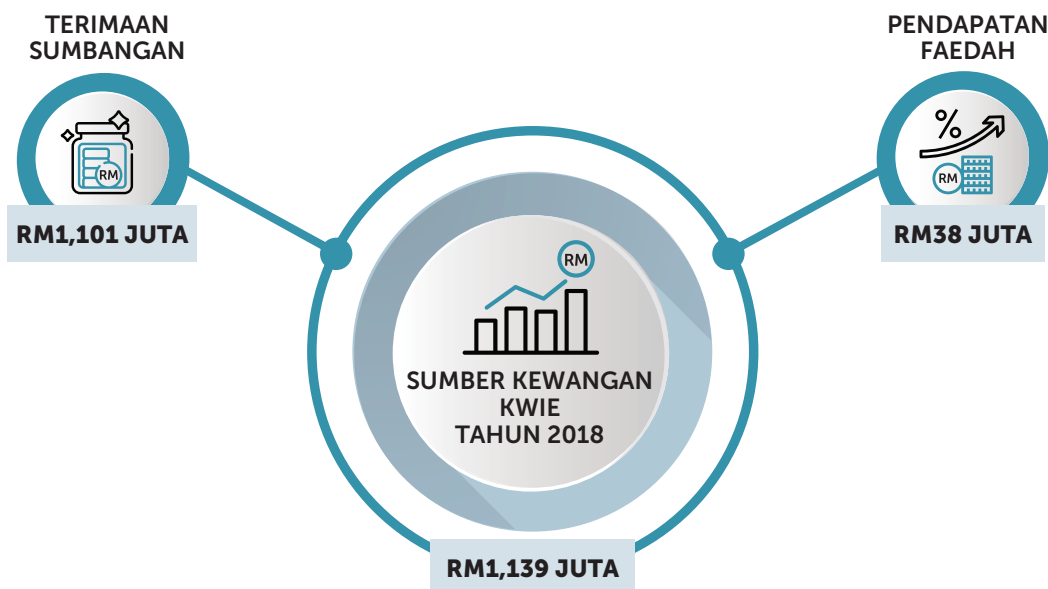 TERIMAAN
SUMBANGAN
RM
RM1,101 JUTA
PENDAPATAN
FAEDAH
%
RM
RM38 JUTA
RM
SUMBER KEWANGAN
KWIE
TAHUN 2018
RM1,139 JUTA